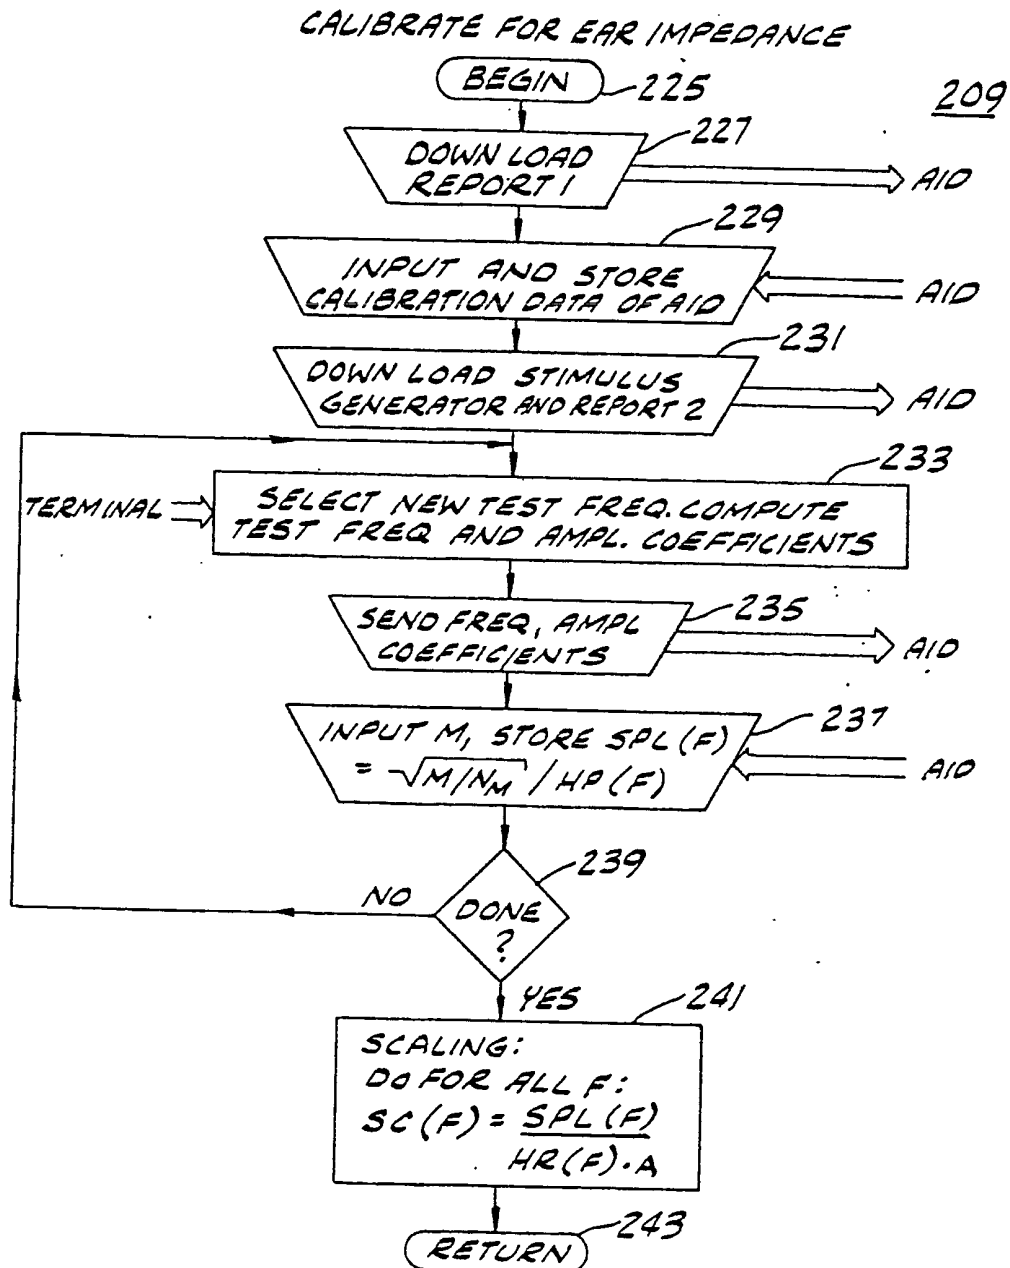 CALIBRATE FOR EAR IMPEDANCE
BEGIN
225
209
227
DOWN LOAD
REPORT 1
AID
229
INPUT AND STORE
CALIBRATION DATA OF AID
AID
231
DOWN LOAD STIMULUS
GENERATOR AND REPORT 2
AID
233
TERMINAL
SELECT NEW TEST FREQ. COMPUTE
TEST FREQ AND AMPL. COEFFICIENTS
235
SEND FREQ, AMPL
COEFFICIENTS
AID
237
INPUT M, STORE SPL(F)
= √M/NM / HP(F)
AID
239
NO
DONE
?
YES
241
SCALING:
DO FOR ALL F:
SC(F) = SPL(F)
HR(F)·A
243
RETURN